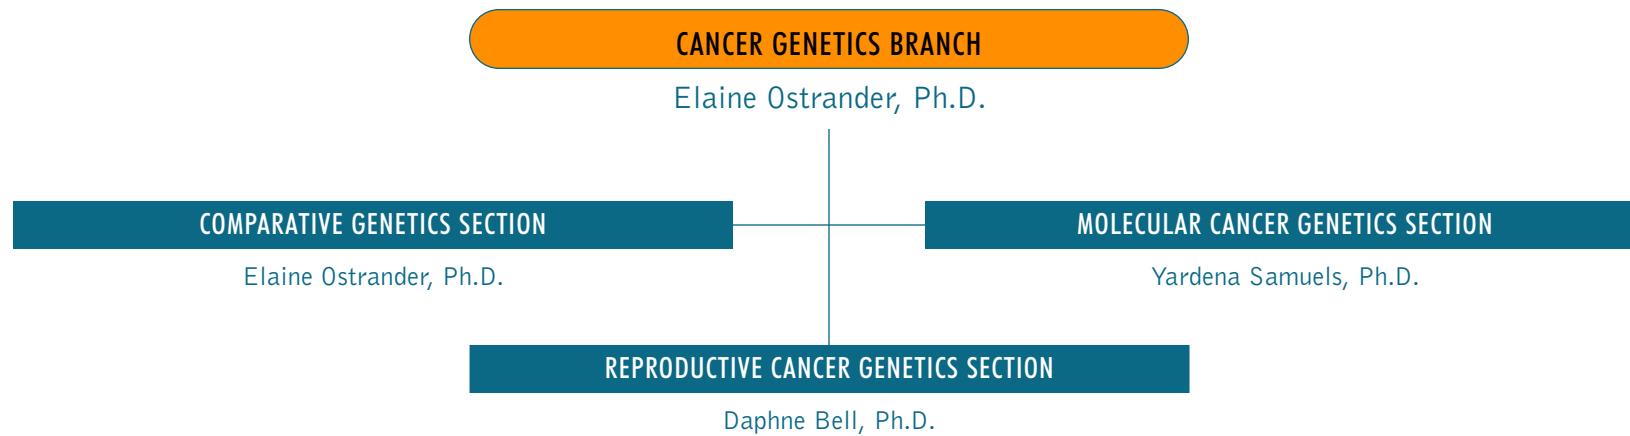 CANCER GENETICS BRANCH
Elaine Ostrander, Ph.D.
COMPARATIVE GENETICS SECTION
Elaine Ostrander, Ph.D.
MOLECULAR CANCER GENETICS SECTION
Yardena Samuels, Ph.D.
REPRODUCTIVE CANCER GENETICS SECTION
Daphne Bell, Ph.D.